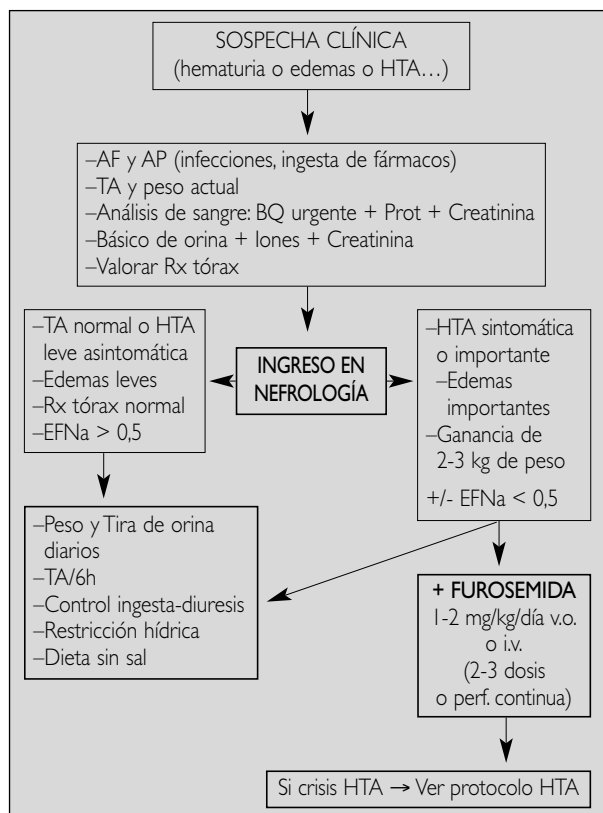 SOSPECHA CLÍNICA
(hematuria o edemas o HTA...)
–AF y AP (infecciones, ingesta de fármacos)
–TA y peso actual
–Análisis de sangre: BQ urgente + Prot + Creatinina
–Básico de orina + Iones + Creatinina
–Valorar Rx tórax
–TA normal o HTA
leve asintomática
–Edemas leves
–Rx tórax normal
–EFNa > 0,5
INGRESO EN
NEFROLOGÍA
–HTA sintomática
o importante
–Edemas
importantes
–Ganancia de
2-3 kg de peso
+/- EFNa < 0,5
–Peso y Tira de orina
diarios
–TA/6h
–Control ingesta-diuresis
–Restricción hídrica
–Dieta sin sal
+ FUROSEMIDA
1-2 mg/kg/día v.o.
o i.v.
(2-3 dosis
o perf. continua)
Si crisis HTA → Ver protocolo HTA